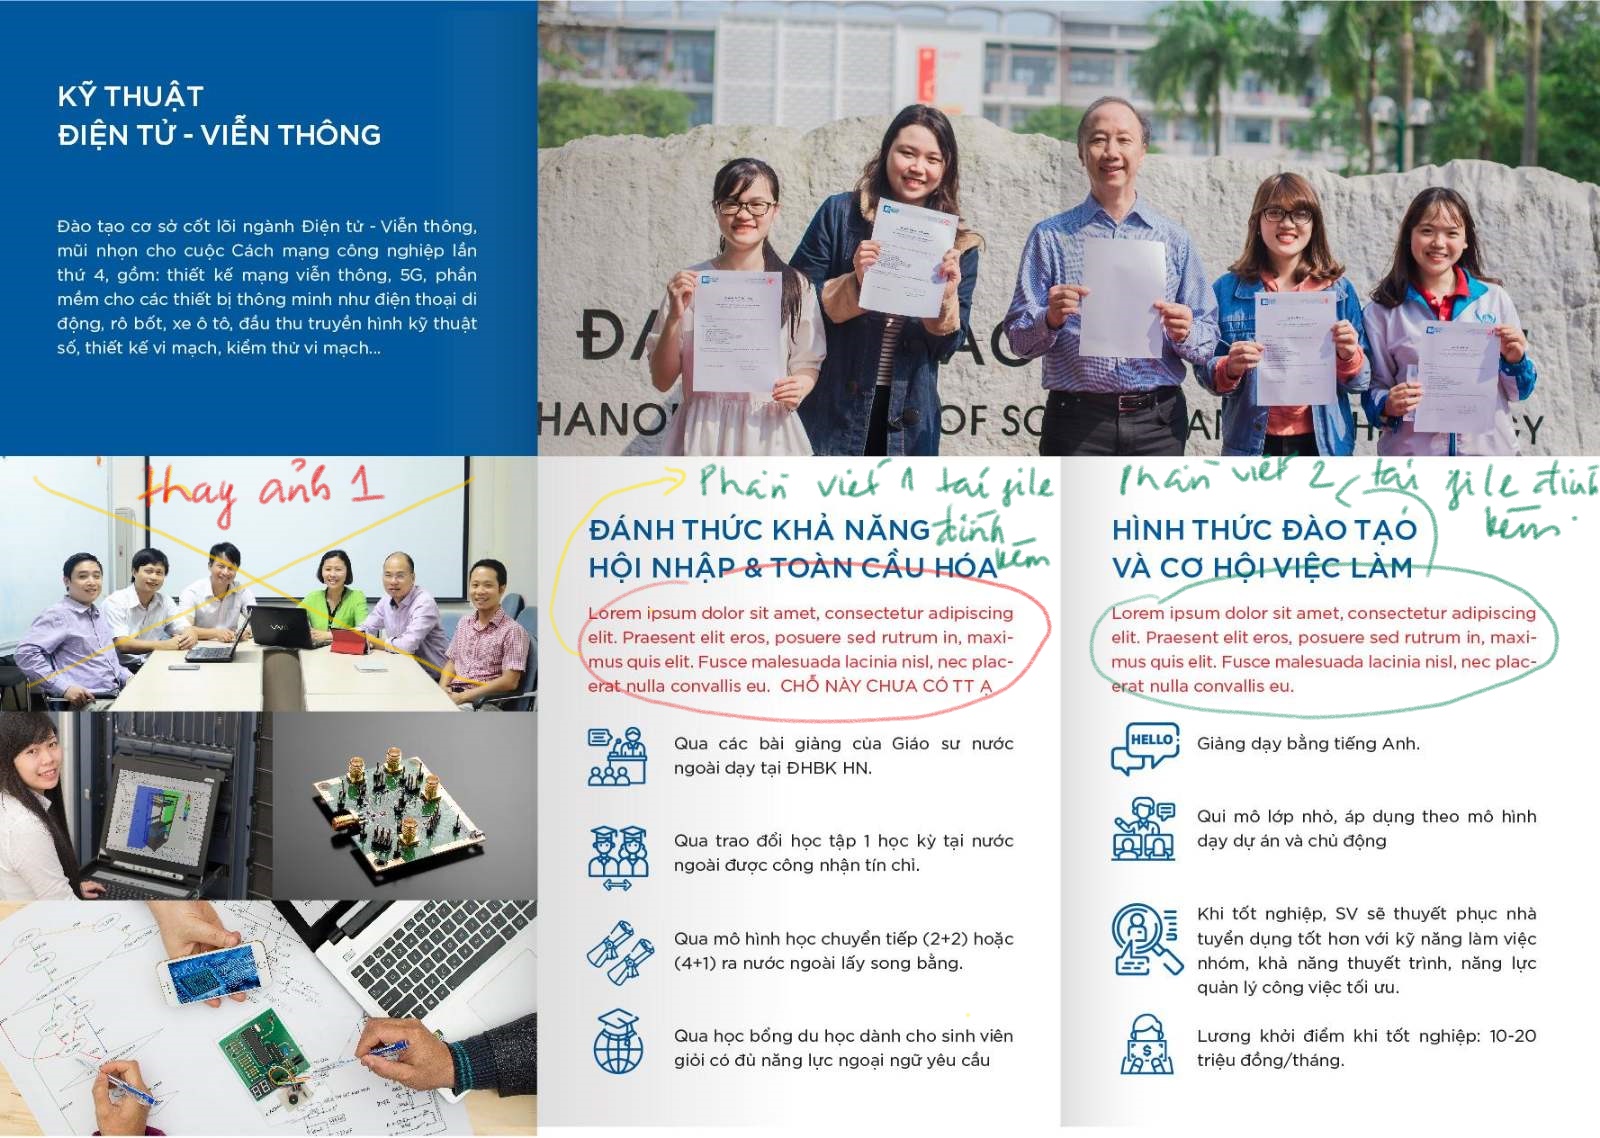 KỸ THUẬT
ĐIỆN TỬ - VIỄN THÔNG
Đào tạo cơ sở cốt lõi ngành Điện tử - Viễn thông,
mũi nhọn cho cuộc Cách mạng công nghiệp lần
thứ 4, gồm: thiết kế mạng viễn thông, 5G, phần
mềm cho các thiết bị thông minh như điện thoại di
động, rô bốt, xe ô tô, đầu thu truyền hình kỹ thuật
số, thiết kế vi mạch, kiểm thử vi mạch...
HANO OF SC
thay ảnh 1
Phần viết 1 tại file
đính
kèm
ĐÁNH THỨC KHẢ NĂNG
HỘI NHẬP & TOÀN CẦU HÓA
Lorem ipsum dolor sit amet, consectetur adipiscing
elit. Praesent elit eros, posuere sed rutrum in, maxi-
mus quis elit. Fusce malesuada lacinia nisl, nec plac-
erat nulla convallis eu. CHỖ NÀY CHƯA CÓ TT Ạ
Qua các bài giảng của Giáo sư nước
ngoài dạy tại ĐHBK HN.
Qua trao đổi học tập 1 học kỳ tại nước
ngoài được công nhận tín chỉ.
Qua mô hình học chuyển tiếp (2+2) hoặc
(4+1) ra nước ngoài lấy song bằng.
Qua học bổng du học dành cho sinh viên
giỏi có đủ năng lực ngoại ngữ yêu cầu
Phần viết 2 tại file đính
kèm.
HÌNH THỨC ĐÀO TẠO
VÀ CƠ HỘI VIỆC LÀM
Lorem ipsum dolor sit amet, consectetur adipiscing
elit. Praesent elit eros, posuere sed rutrum in, maxi-
mus quis elit. Fusce malesuada lacinia nisl, nec plac-
erat nulla convallis eu.
HELLO
Giảng dạy bằng tiếng Anh.
Qui mô lớp nhỏ, áp dụng theo mô hình
dạy dự án và chủ động
Khi tốt nghiệp, SV sẽ thuyết phục nhà
tuyển dụng tốt hơn với kỹ năng làm việc
nhóm, khả năng thuyết trình, năng lực
quản lý công việc tối ưu.
Lương khởi điểm khi tốt nghiệp: 10-20
triệu đồng/tháng.